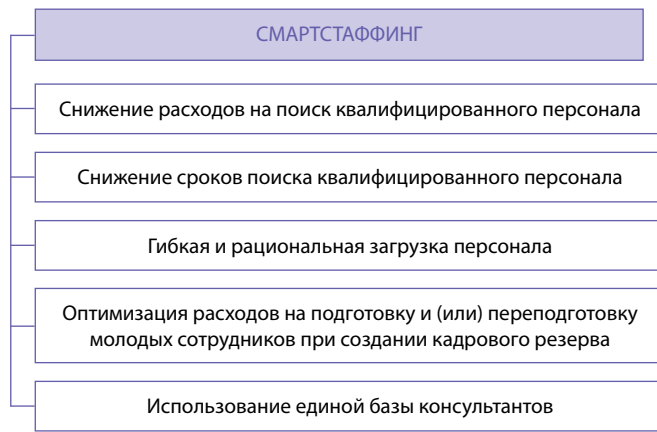 СМАРТСТАФФИНГ
Снижение расходов на поиск квалифицированного персонала
Снижение сроков поиска квалифицированного персонала
Гибкая и рациональная загрузка персонала
Оптимизация расходов на подготовку и (или) переподготовку
молодых сотрудников при создании кадрового резерва
Использование единой базы консультантов